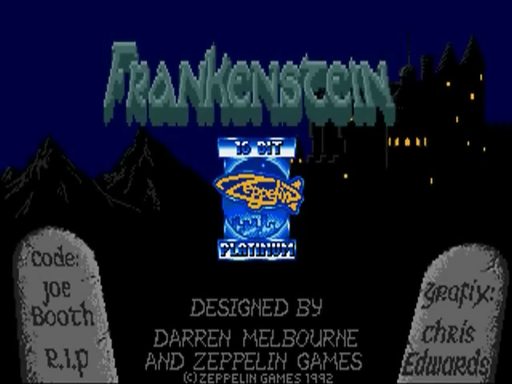 FRANKENSTEIN
16 BIT
Zeppelin
PLATINUM
code:
Joe
Booth
R.I.P
grafix:
Chris
Edwards
DESIGNED BY
DARREN MELBOURNE
AND ZEPPELIN GAMES
(C)ZEPPELIN GAMES 1992